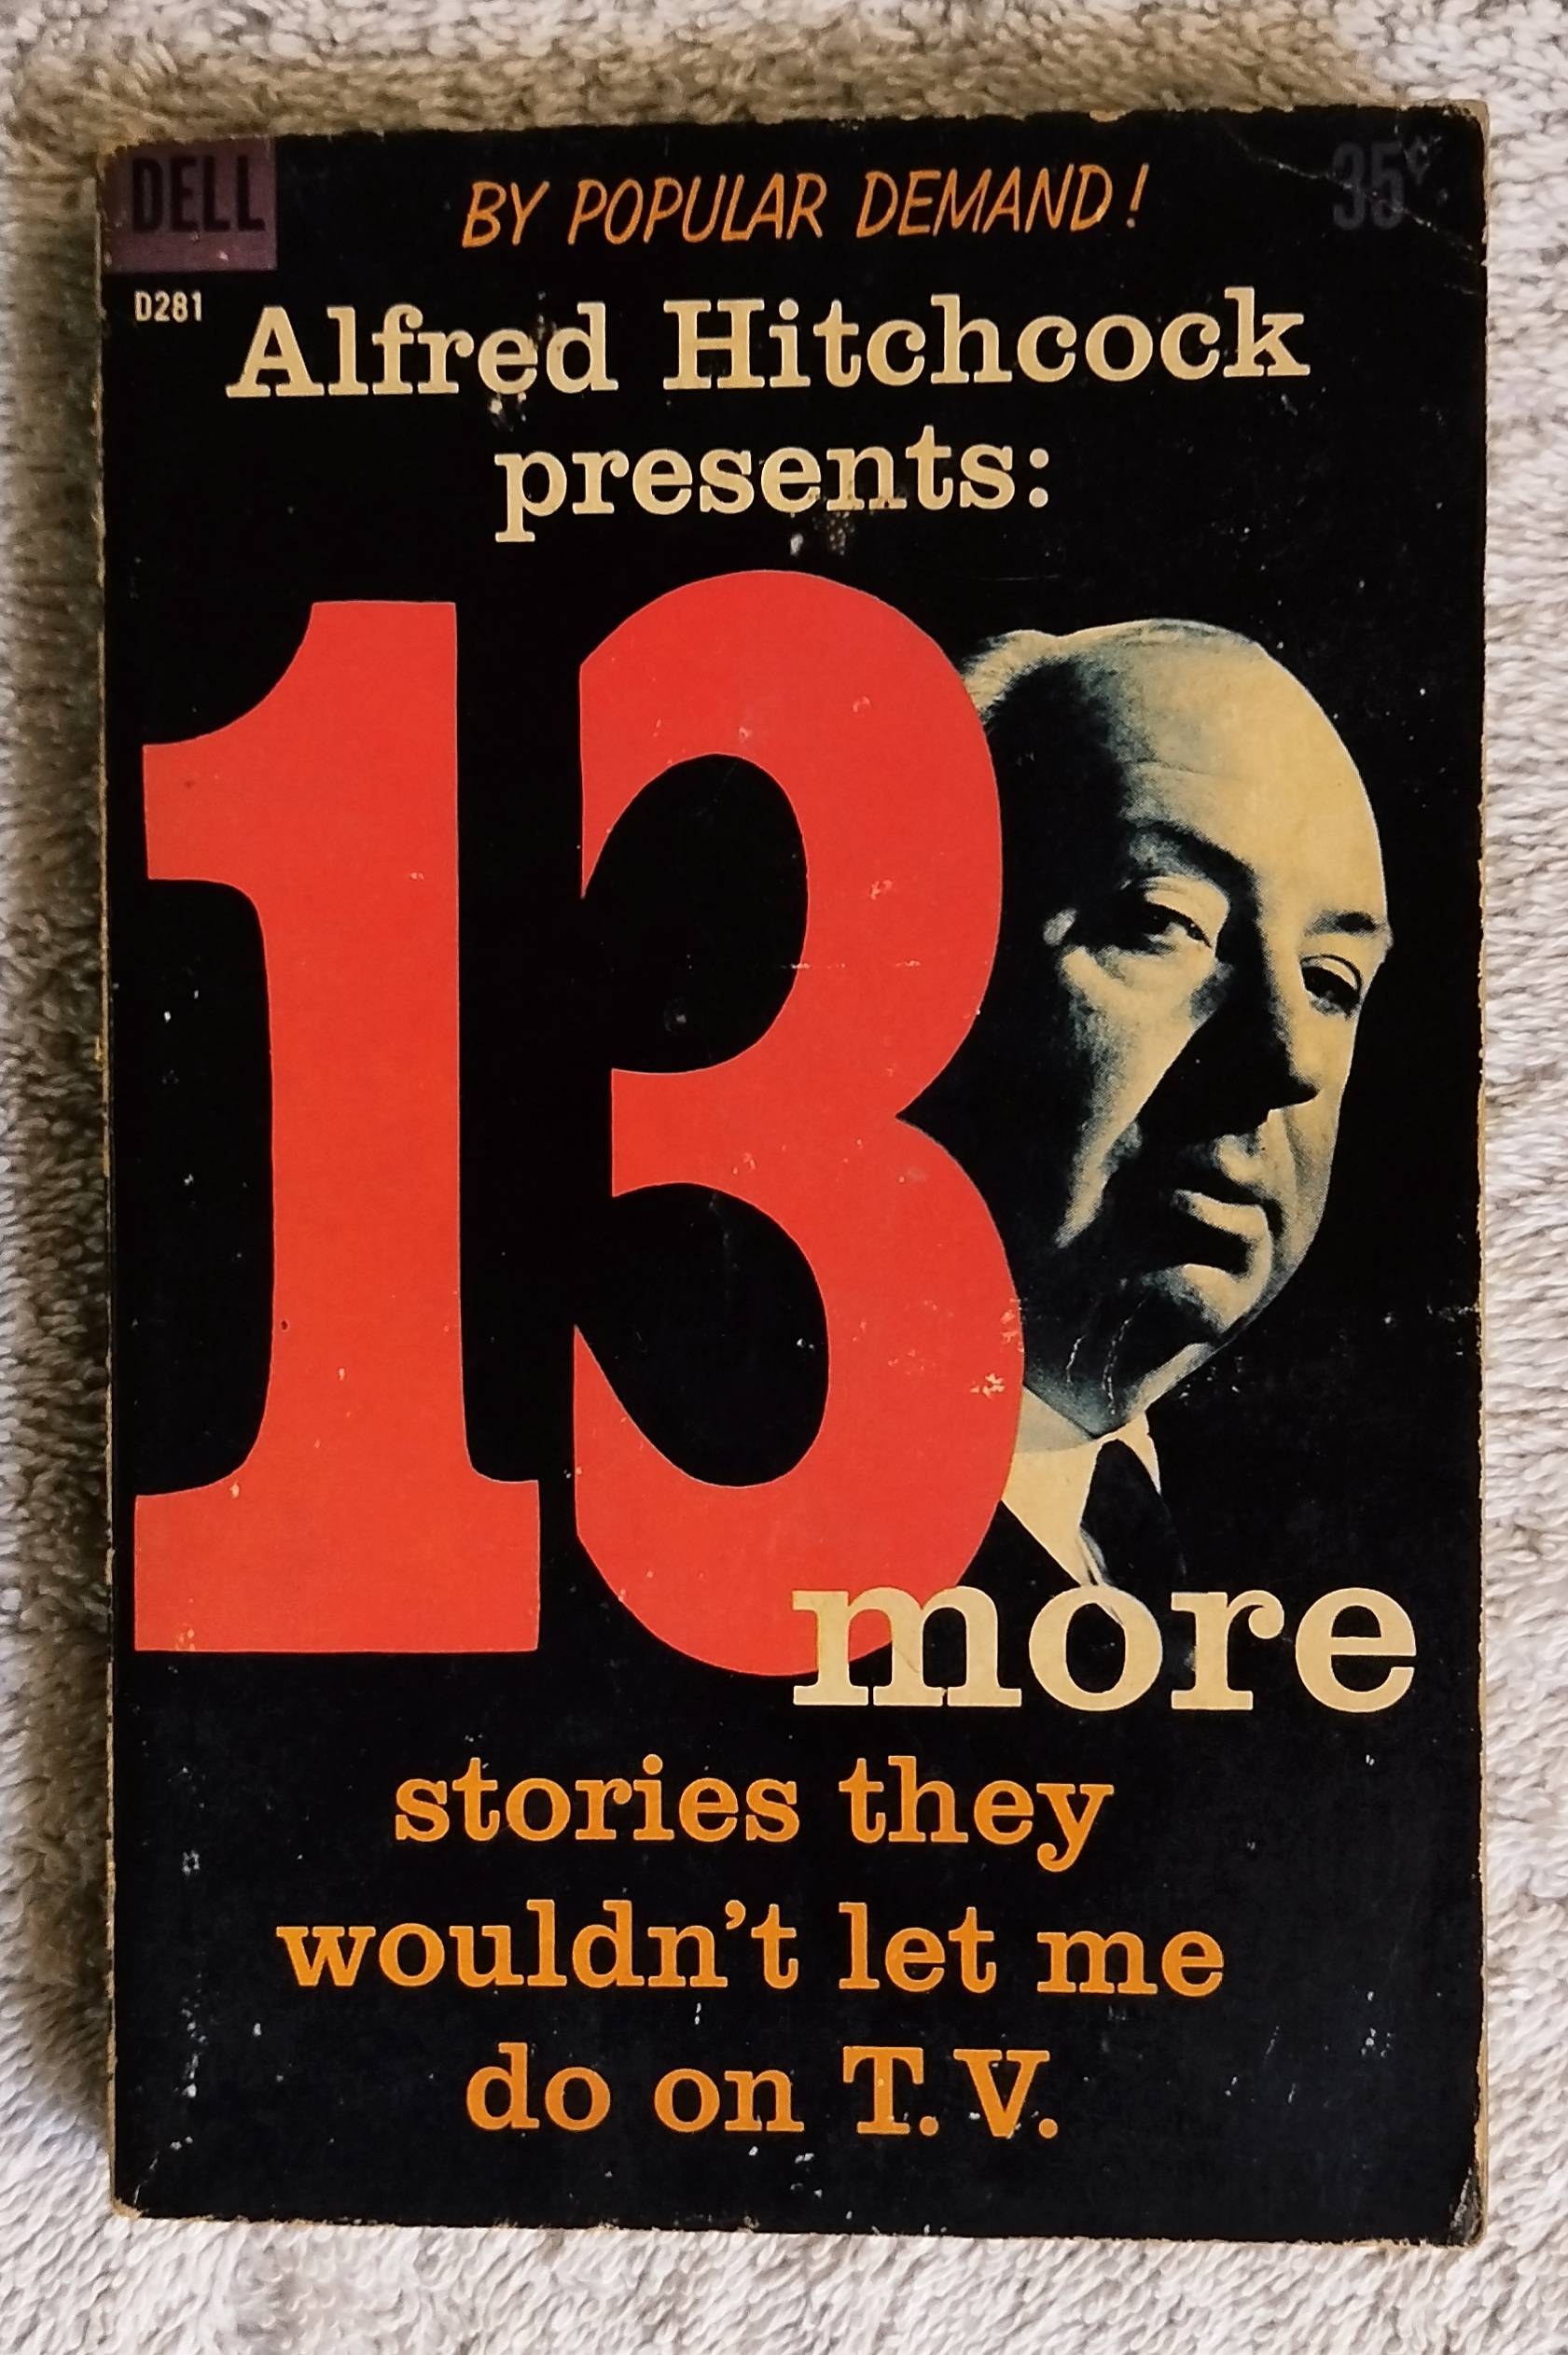 DELL
BY POPULAR DEMAND!
35¢
D281
Alfred Hitchcock
presents:
13
more
stories they
wouldn't let me
do on T.V.